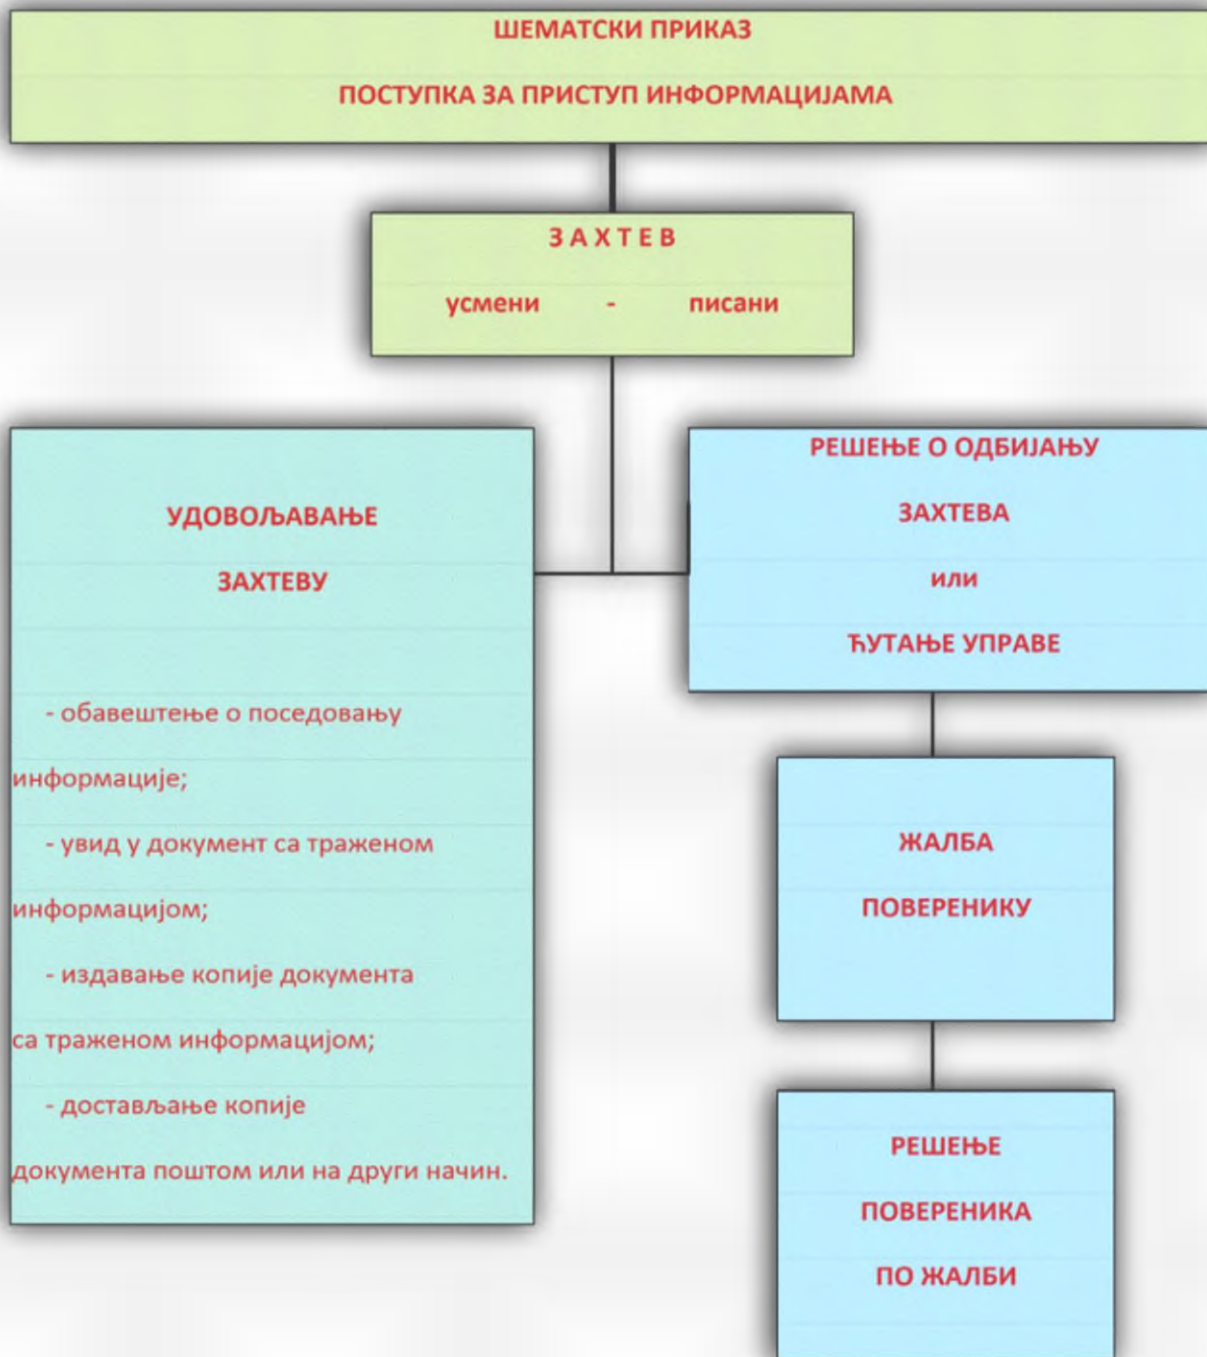 ШЕМАТСКИ ПРИКАЗ
ПОСТУПКА ЗА ПРИСТУП ИНФОРМАЦИЈАМА
З А Х Т Е В
усмени - писани
УДОВОЉАВАЊЕ
ЗАХТЕВУ
- обавештење о поседовању
информације;
- увид у документ са траженом
информацијом;
- издавање копије документа
са траженом информацијом;
- достављање копије
документа поштом или на други начин.
РЕШЕЊЕ О ОДБИЈАЊУ
ЗАХТЕВА
или
ЋУТАЊЕ УПРАВЕ
ЖАЛБА
ПОВЕРЕНИКУ
РЕШЕЊЕ
ПОВЕРЕНИКА
ПО ЖАЛБИ